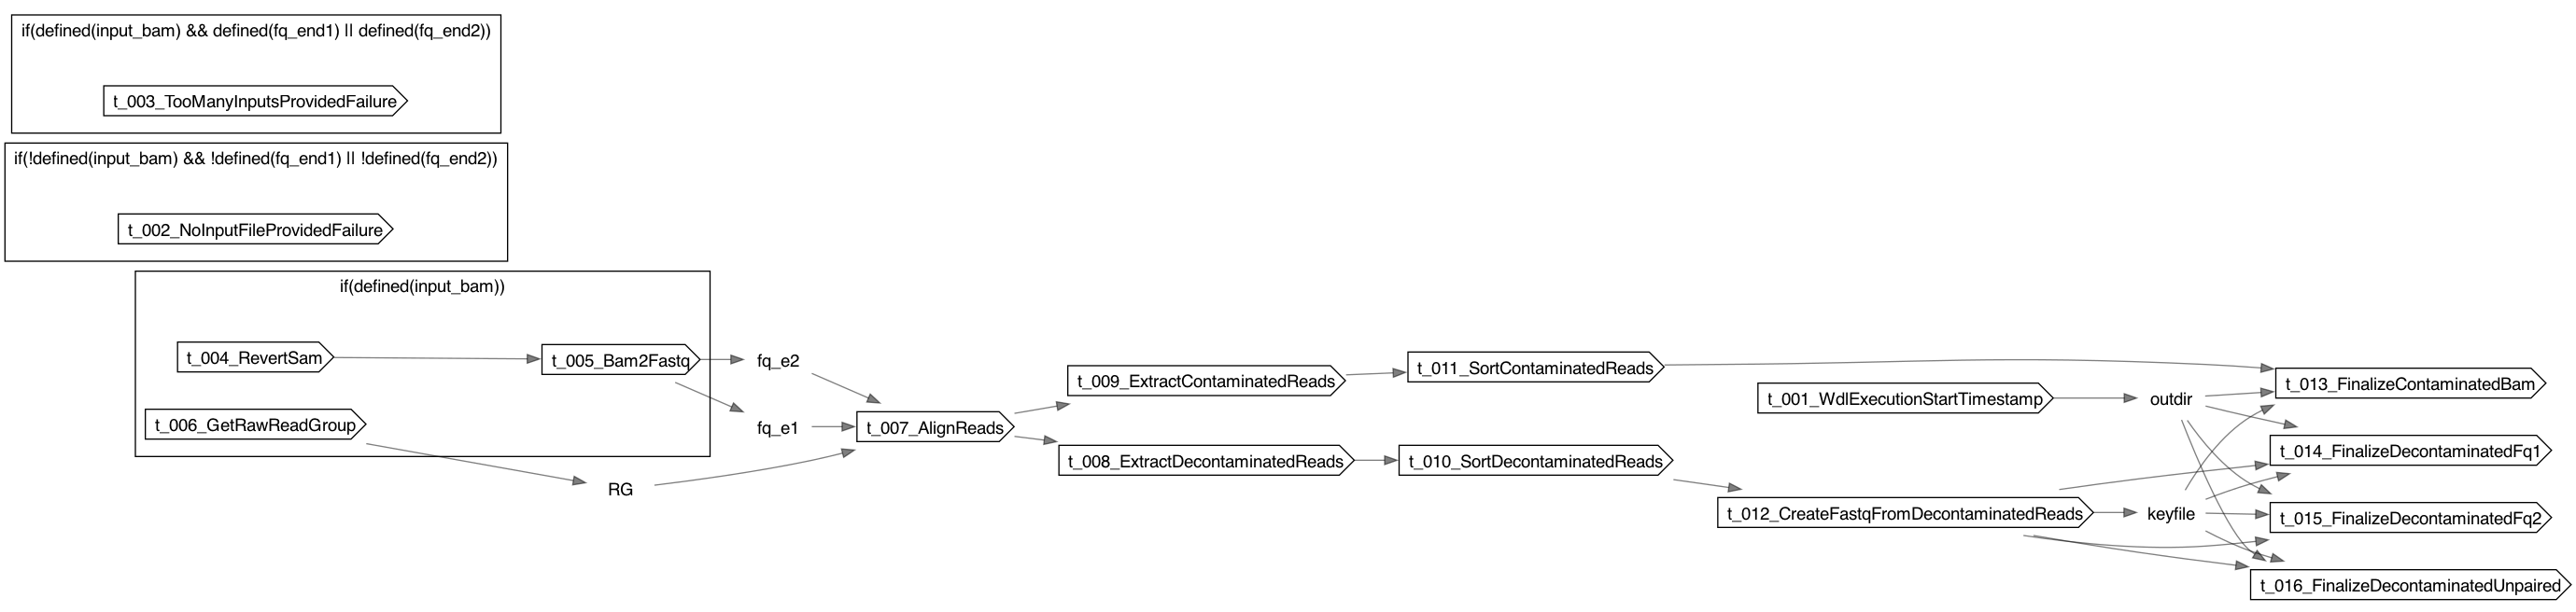 if(defined(input_bam) && defined(fq_end1) || defined(fq_end2))
t_003_TooManyInputsProvidedFailure
if(!defined(input_bam) && !defined(fq_end1) || !defined(fq_end2))
t_002_NoInputFileProvidedFailure
if(defined(input_bam))
t_004_RevertSam
t_005_Bam2Fastq
t_006_GetRawReadGroup
fq_e2
fq_e1
RG
t_007_AlignReads
t_009_ExtractContaminatedReads
t_008_ExtractDecontaminatedReads
t_011_SortContaminatedReads
t_010_SortDecontaminatedReads
t_001_WdlExecutionStartTimestamp
t_012_CreateFastqFromDecontaminatedReads
outdir
keyfile
t_013_FinalizeContaminatedBam
t_014_FinalizeDecontaminatedFq1
t_015_FinalizeDecontaminatedFq2
t_016_FinalizeDecontaminatedUnpaired